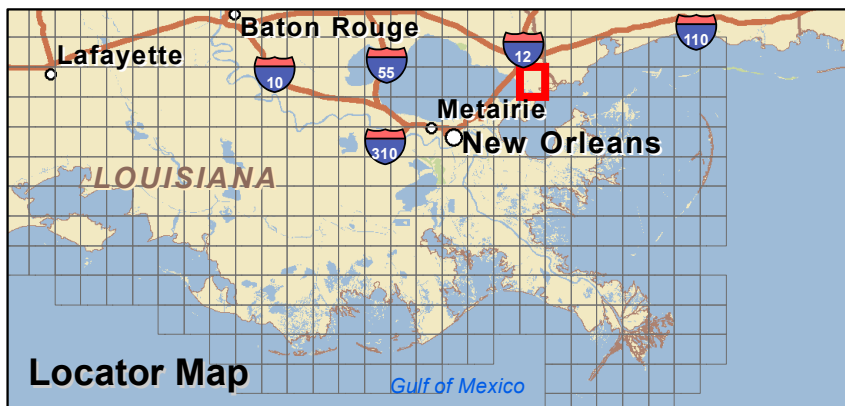 Baton Rouge
Lafayette
12
110
55
10
Metairie
New Orleans
310
LOUISIANA
Locator Map
Gulf of Mexico